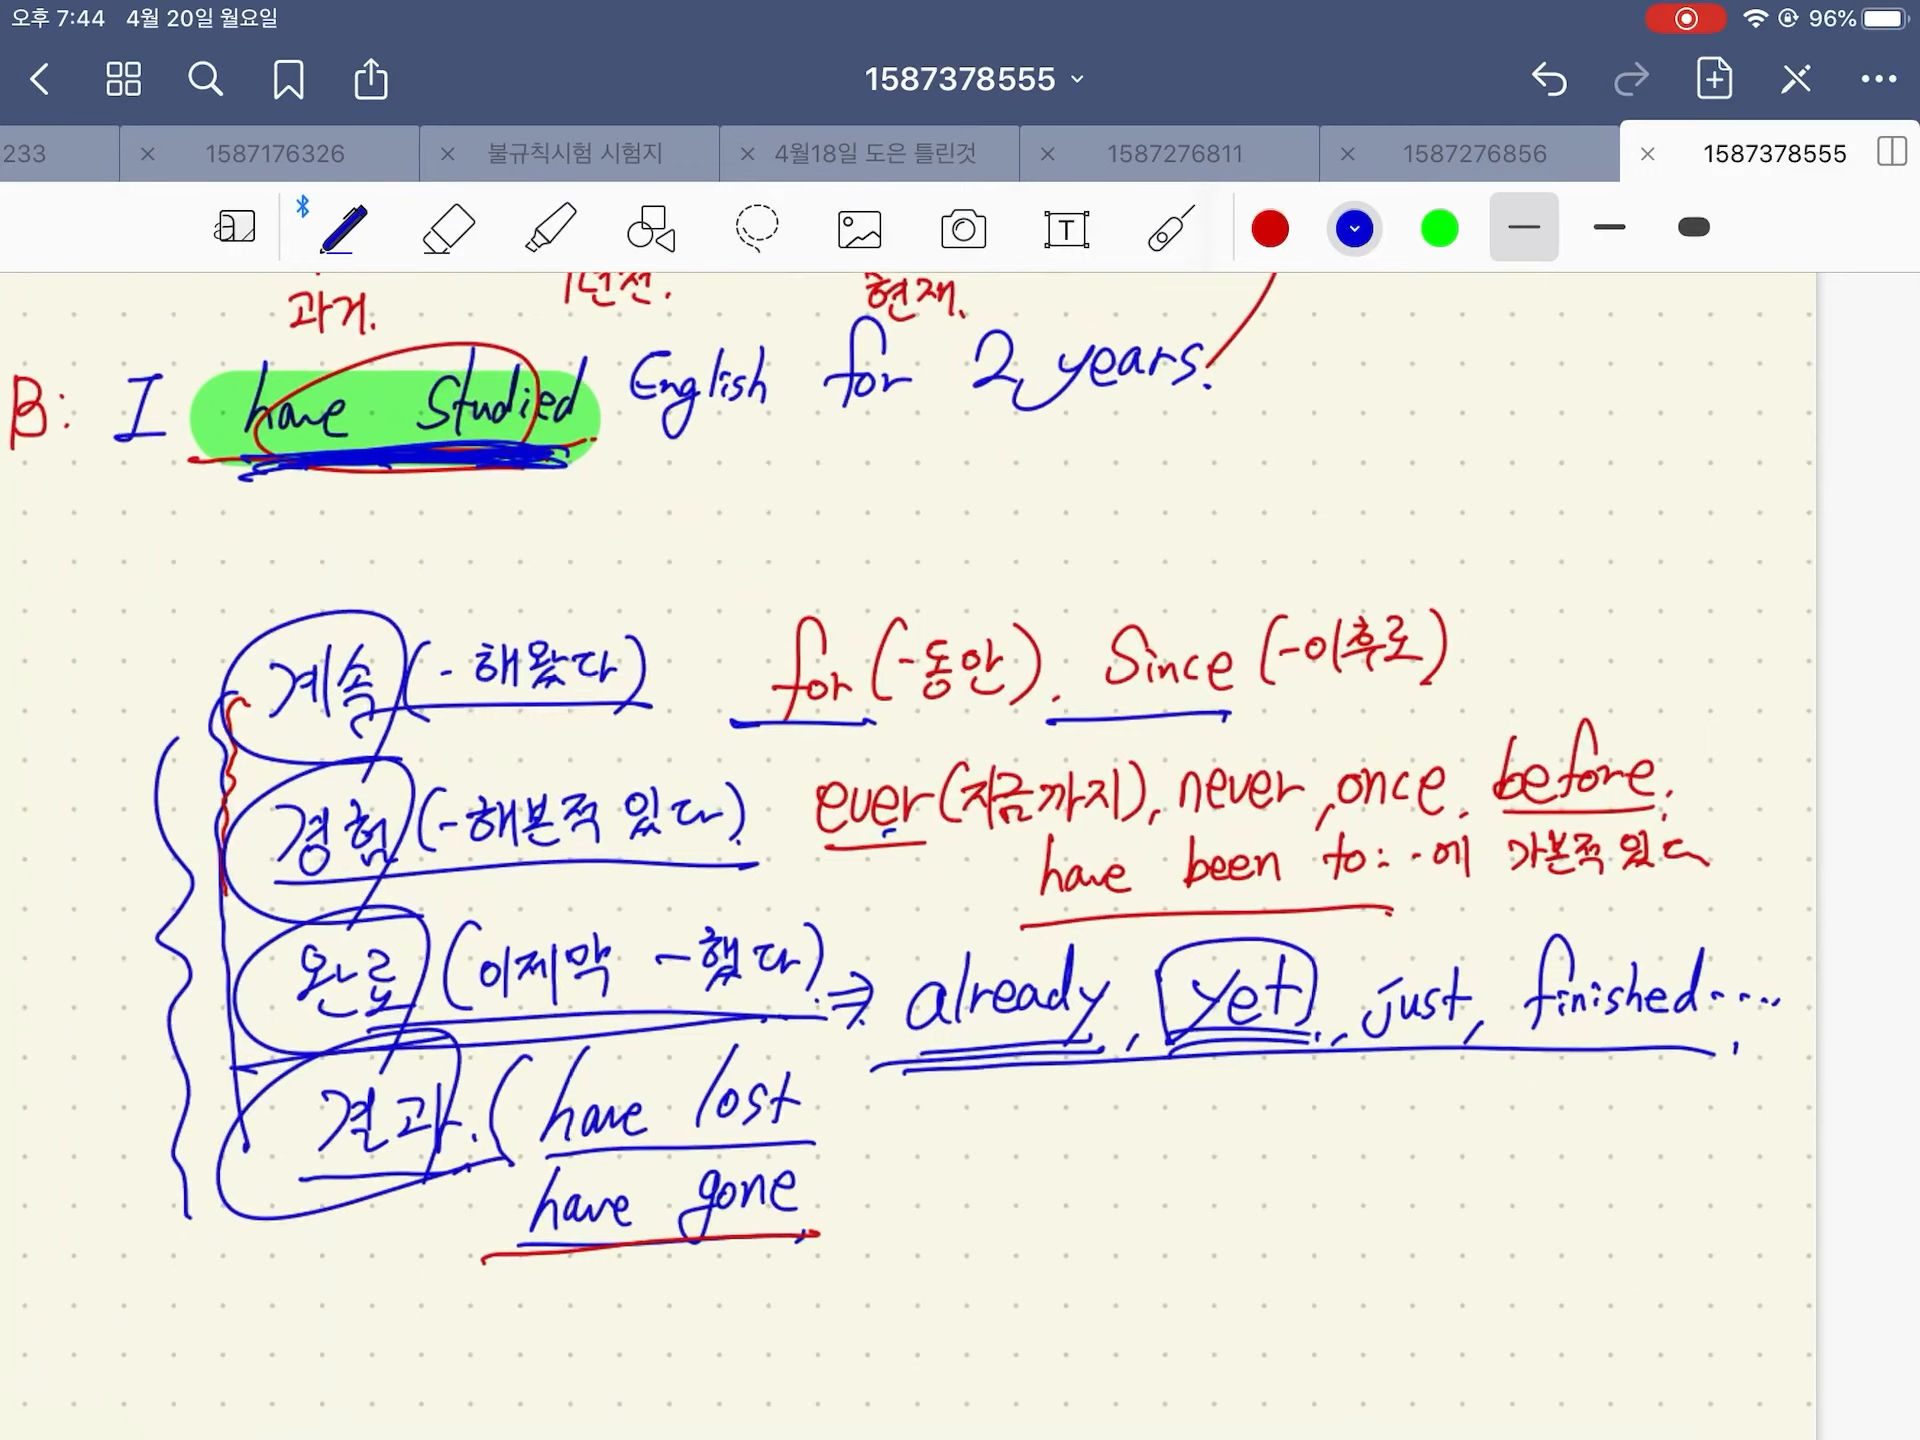 오후 7:44 4월 20일 월요일 96%
1587378555
233 1587176326 불규칙시험 시험지 4월18일 도은 틀린것 1587276811 1587276856 1587378555
과거. 1년전. 현재.
B: I have studied English for 2 years.
계속 (-해왔다) for (-동안). Since (-이후로)
경험 (-해본적 있다) ever (지금까지), never, once. before.
have been to: -에 가본적 있다
완료 (이제막 -했다) ⇒ already, yet, just, finished....
결과. (have lost
have gone